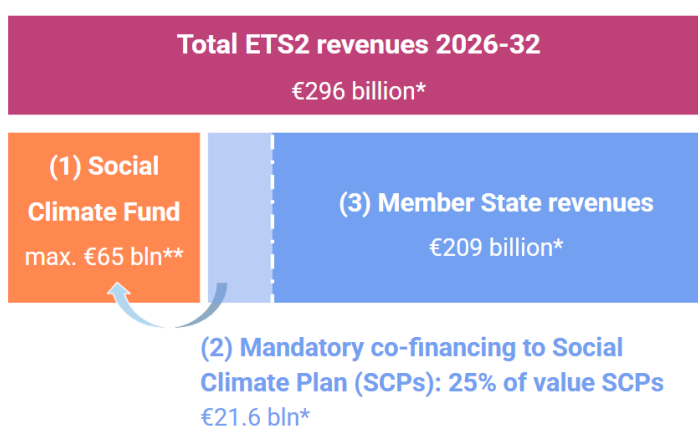 Total ETS2 revenues 2026-32
€296 billion*
(1) Social
Climate Fund
max. €65 bln**
(3) Member State revenues
€209 billion*
(2) Mandatory co-financing to Social
Climate Plan (SCPs): 25% of value SCPs
€21.6 bln*